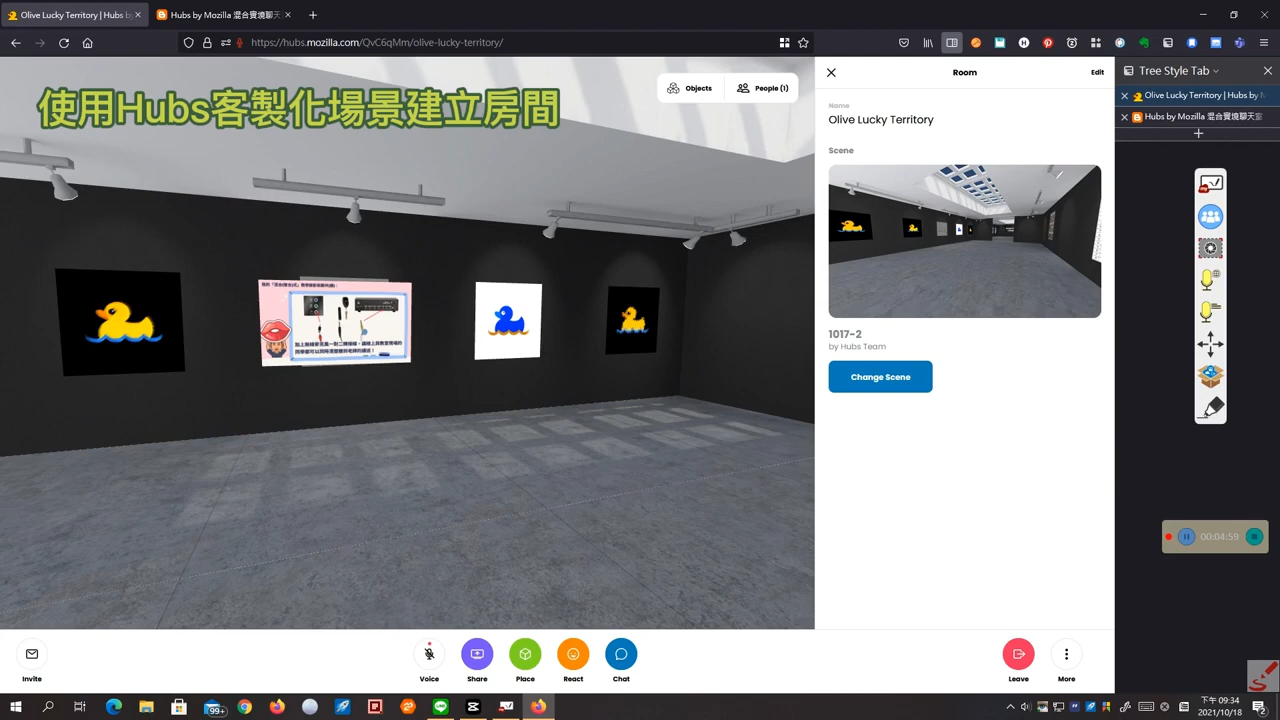 Olive Lucky Territory | Hubs by
Hubs by Mozilla 混合實境聊天室
https://hubs.mozilla.com/QvC6qMm/olive-lucky-territory/
使用Hubs客製化場景建立房間
Objects
People (1)
Room
Edit
Name
Olive Lucky Territory
Scene
1017-2
by Hubs Team
Change Scene
Tree Style Tab
Olive Lucky Territory | Hubs by M
Hubs by Mozilla 混合實境聊天室
00:04:59
Invite
Voice
Share
Place
React
Chat
Leave
More
99+
下午 09:34
2021/10/18